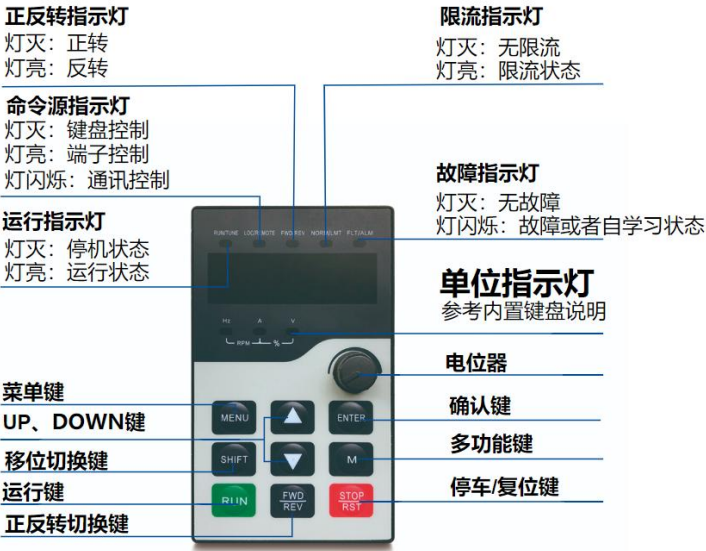 正反转指示灯
灯灭：正转
灯亮：反转
限流指示灯
灯灭：无限流
灯亮：限流状态
命令源指示灯
灯灭：键盘控制
灯亮：端子控制
灯闪烁：通讯控制
故障指示灯
灯灭：无故障
灯闪烁：故障或者自学习状态
运行指示灯
灯灭：停机状态
灯亮：运行状态
RUN/TUNE LOC/REMOTE FWD/REV NORM/LMT FLT/ALM
单位指示灯
参考内置键盘说明
Hz A V
RPM %
电位器
菜单键
MENU
ENTER
确认键
UP、DOWN键
多功能键
移位切换键
SHIFT
M
运行键
RUN
FWD
REV
STOP
RST
停车/复位键
正反转切换键